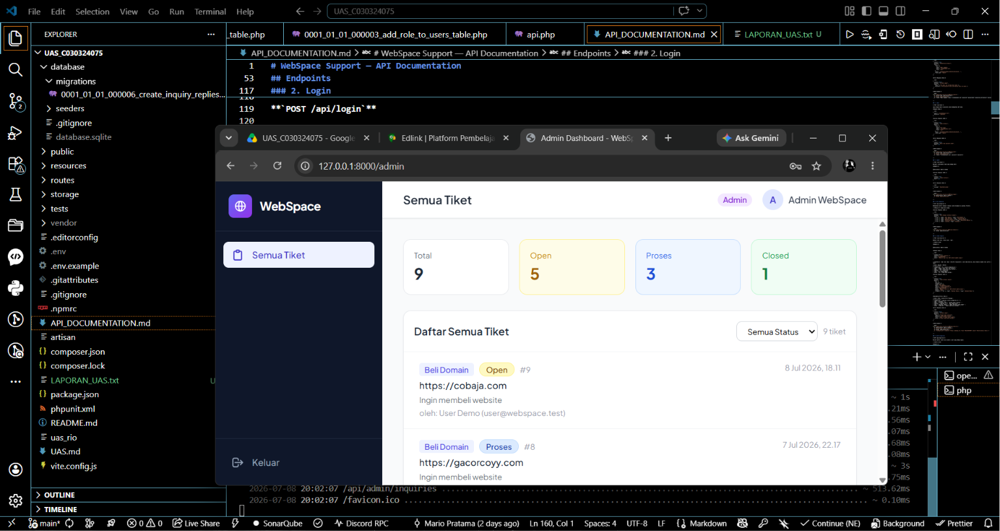 File Edit Selection View Go Run Terminal Help
UAS_C030324075
EXPLORER
_table.php
0001_01_01_000003_add_role_to_users_table.php
api.php
API_DOCUMENTATION.md
LAPORAN_UAS.txt U
API_DOCUMENTATION.md > # WebSpace Support — API Documentation > ## Endpoints > ### 2. Login
1 # WebSpace Support — API Documentation
53 ## Endpoints
117 ### 2. Login
118
119 **`POST /api/login`**
120
UAS_C030324075
database
migrations
0001_01_01_000006_create_inquiry_replies...
seeders
.gitignore
database.sqlite
public
resources
routes
storage
tests
vendor
.editorconfig
.env
.env.example
.gitattributes
.gitignore
.npmrc
API_DOCUMENTATION.md
artisan
composer.json
composer.lock
LAPORAN_UAS.txt U
package.json
phpunit.xml
README.md
uas_rio
UAS.md
vite.config.js
OUTLINE
TIMELINE
2
UAS_C030324075 - Google
Edlink | Platform Pembelaja
Admin Dashboard - WebSp
Ask Gemini
127.0.0.1:8000/admin
WebSpace
Semua Tiket
Keluar
Semua Tiket
Admin
A
Admin WebSpace
Total
9
Open
5
Proses
3
Closed
1
Daftar Semua Tiket
Semua Status
9 tiket
Beli Domain Open #9
8 Jul 2026, 18.11
https://cobaja.com
Ingin membeli website
oleh: User Demo (user@webspace.test)
Beli Domain Proses #8
7 Jul 2026, 22.17
https://gacorcoyy.com
Ingin membeli website
ope...
php
~ 1s
.21ms
.56ms
.07ms
.68ms
.08ms
~ 3s
.75ms
2026-07-08 20:02:07 /api/admin/inquiries ~ 513.62ms
2026-07-08 20:02:07 /favicon.ico ~ 0.10ms
main* 0 0 Live Share SonarQube Discord RPC Mario Pratama (2 days ago) Ln 160, Col 1 Spaces: 4 UTF-8 LF Markdown Continue (NE) Background Prettier